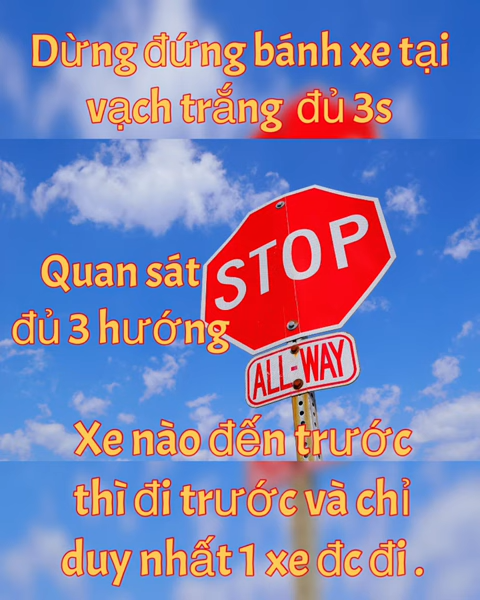 Dừng đứng bánh xe tại
vạch trắng đủ 3s
STOP
Quan sát
đủ 3 hướng
ALL-WAY
Xe nào đến trước
thì đi trước và chỉ
duy nhất 1 xe đc đi .